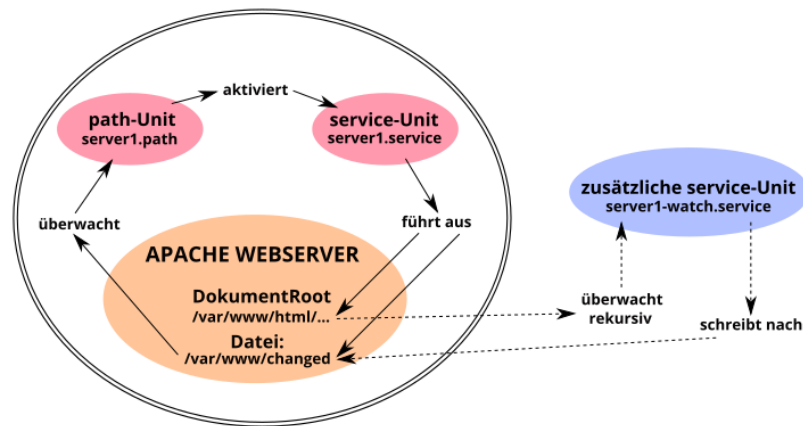 aktiviert
path-Unit
server1.path
service-Unit
server1.service
überwacht
führt aus
APACHE WEBSERVER
DokumentRoot
/var/www/html/...
Datei:
/var/www/changed
zusätzliche service-Unit
server1-watch.service
überwacht
rekursiv
schreibt nach